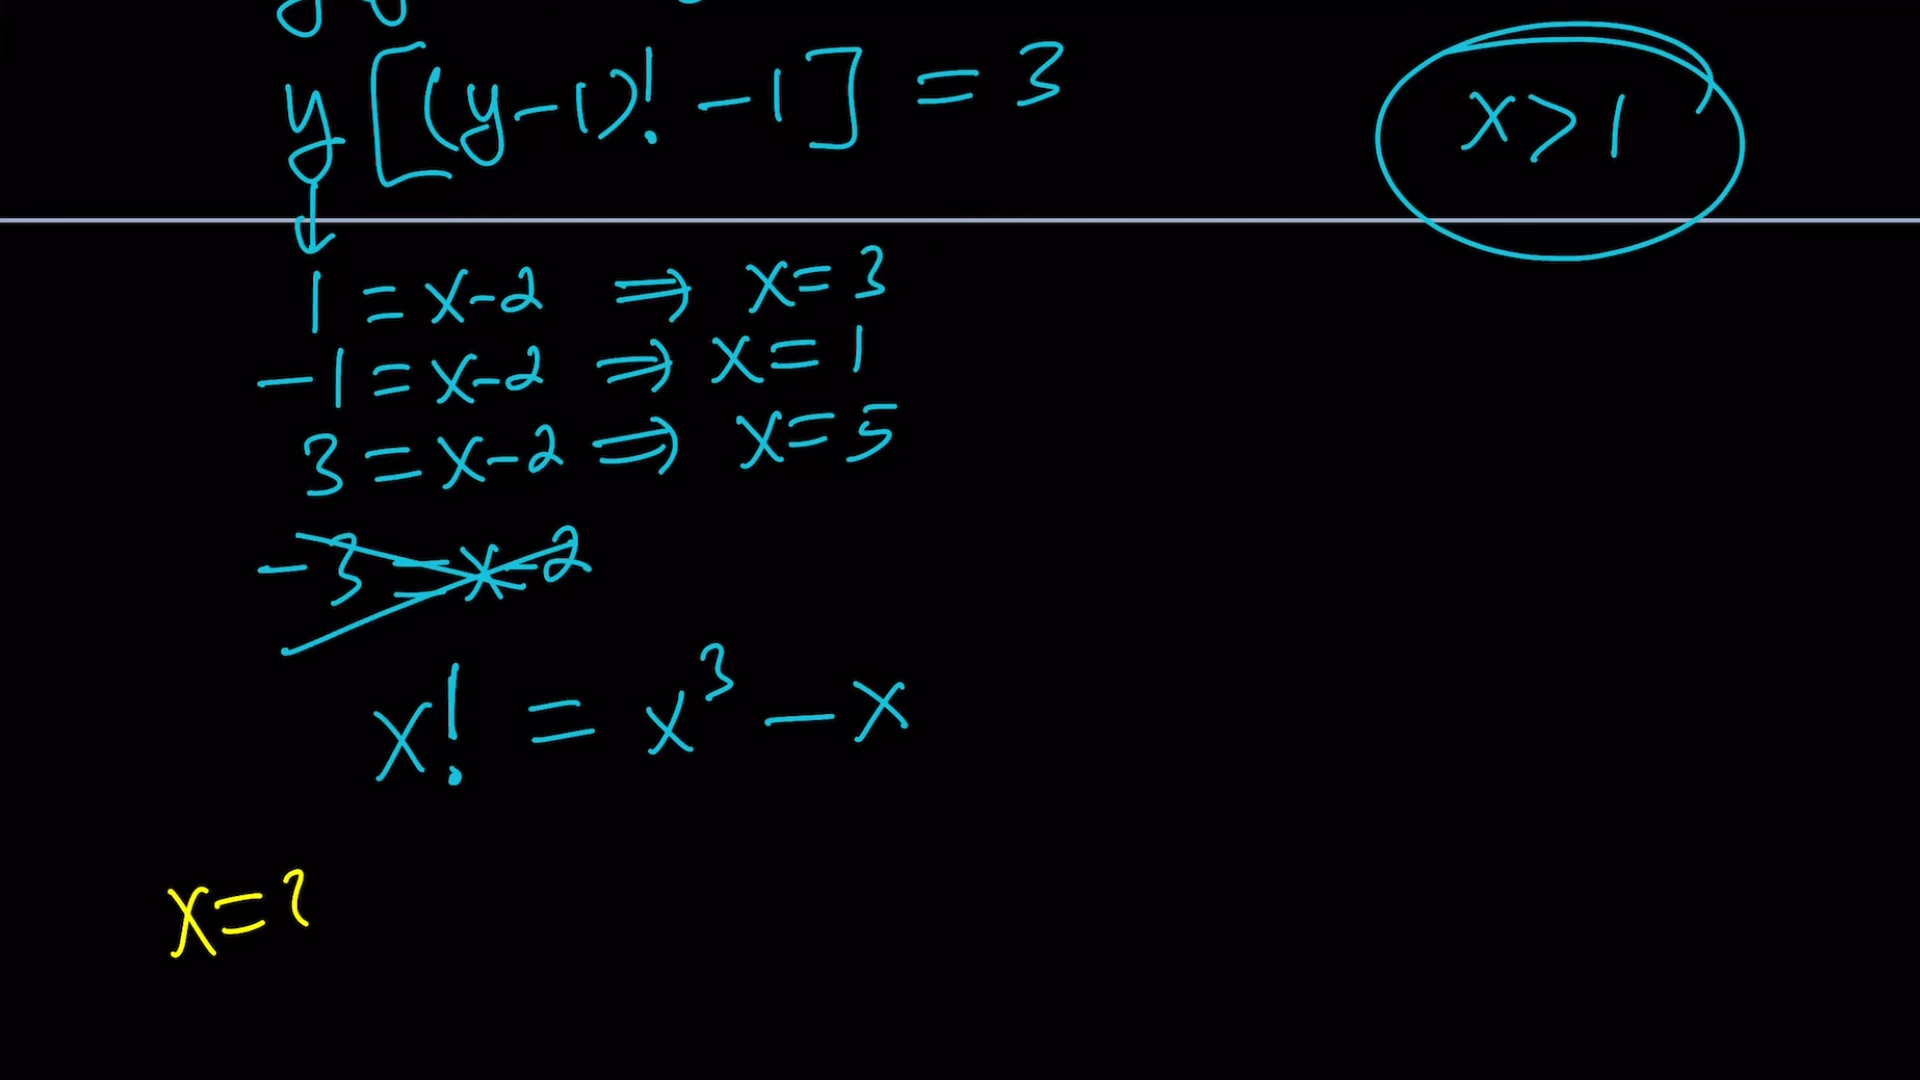 y[(y-1)! - 1] = 3
x > 1
1 = x-2 ⇒ x = 3
-1 = x-2 ⇒ x = 1
3 = x-2 ⇒ x = 5
-3 = x-2
x! = x³ - x
x = ?